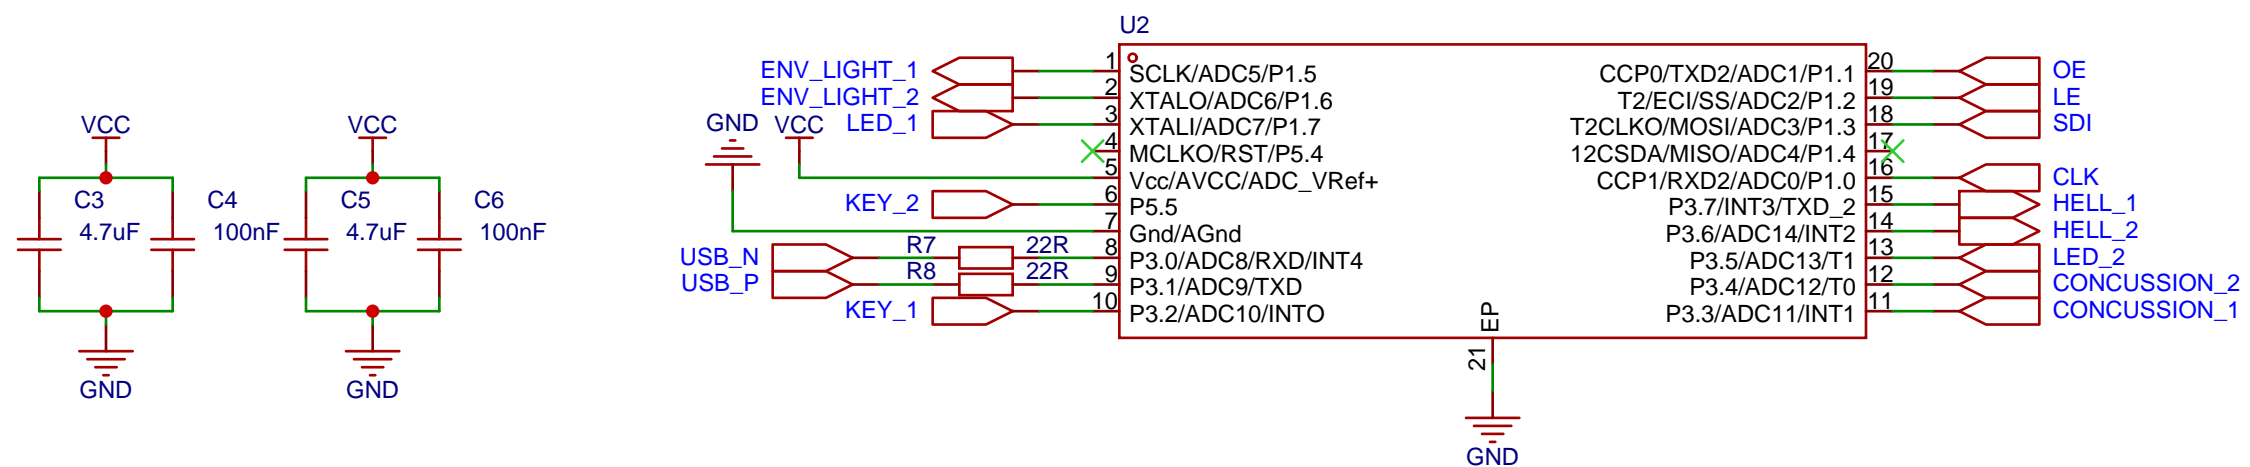 VCC
C3
4.7uF
C4
100nF
GND
VCC
C5
4.7uF
C6
100nF
GND
U2
ENV_LIGHT_1
ENV_LIGHT_2
LED_1
GND
VCC
KEY_2
USB_N
R7
22R
USB_P
R8
22R
KEY_1
1
SCLK/ADC5/P1.5
2
XTALO/ADC6/P1.6
3
XTALI/ADC7/P1.7
4
MCLKO/RST/P5.4
5
Vcc/AVCC/ADC_VRef+
6
P5.5
7
Gnd/AGnd
8
P3.0/ADC8/RXD/INT4
9
P3.1/ADC9/TXD
10
P3.2/ADC10/INTO
20
CCP0/TXD2/ADC1/P1.1
OE
19
T2/ECI/SS/ADC2/P1.2
LE
18
T2CLKO/MOSI/ADC3/P1.3
SDI
17
12CSDA/MISO/ADC4/P1.4
16
CCP1/RXD2/ADC0/P1.0
CLK
15
P3.7/INT3/TXD_2
HELL_1
14
P3.6/ADC14/INT2
HELL_2
13
P3.5/ADC13/T1
LED_2
12
P3.4/ADC12/T0
CONCUSSION_2
11
P3.3/ADC11/INT1
CONCUSSION_1
EP
21
GND